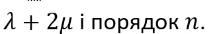 𝜆 + 2𝜇 і порядок 𝑛.